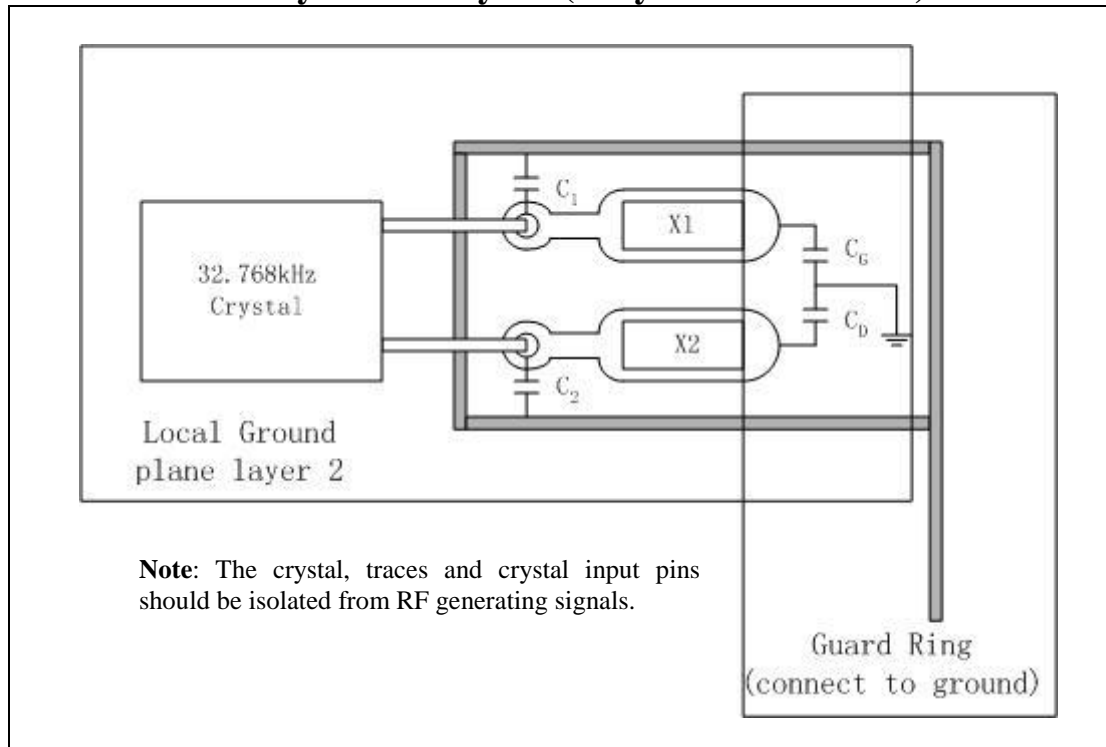 C1
X1
32.768kHz
Crystal
CG
CD
X2
C2
Local Ground
plane layer 2
Note: The crystal, traces and crystal input pins
should be isolated from RF generating signals.
Guard Ring
(connect to ground)